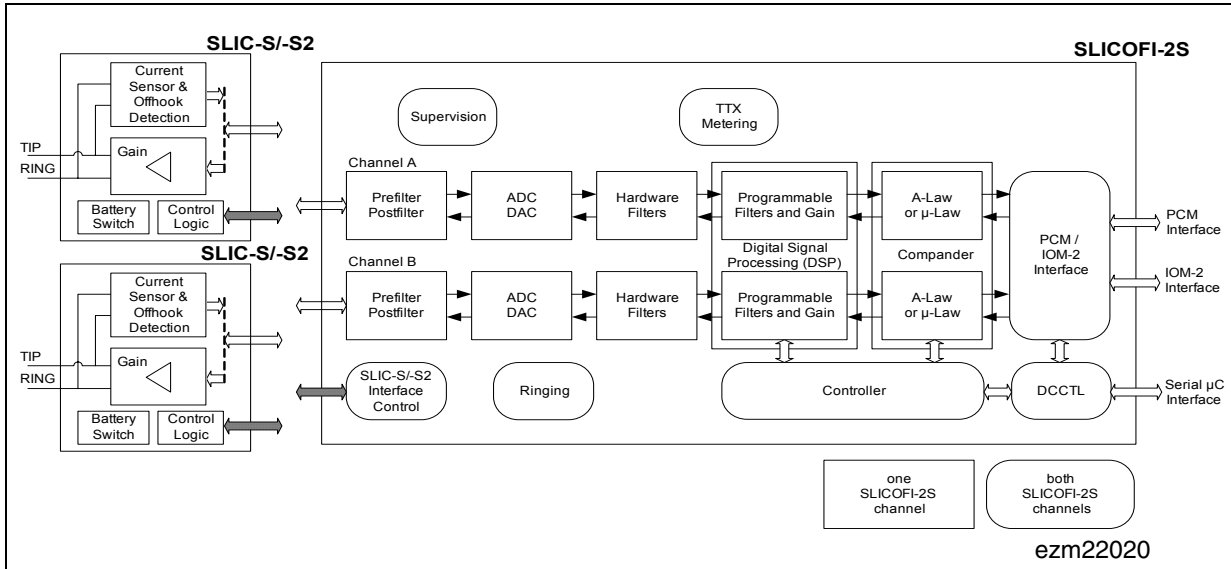 SLIC-S/-S2
SLICOFI-2S
Current
Sensor &
Offhook
Detection
TIP
RING
Gain
Battery
Switch
Control
Logic
SLIC-S/-S2
Current
Sensor &
Offhook
Detection
TIP
RING
Gain
Battery
Switch
Control
Logic
Supervision
TTX
Metering
Channel A
Prefilter
Postfilter
ADC
DAC
Hardware
Filters
Programmable
Filters and Gain
A-Law
or µ-Law
Digital Signal
Processing (DSP)
Compander
PCM /
IOM-2
Interface
PCM
Interface
IOM-2
Interface
Channel B
Prefilter
Postfilter
ADC
DAC
Hardware
Filters
Programmable
Filters and Gain
A-Law
or µ-Law
SLIC-S/-S2
Interface
Control
Ringing
Controller
DCCTL
Serial µC
Interface
one
SLICOFI-2S
channel
both
SLICOFI-2S
channels
ezm22020